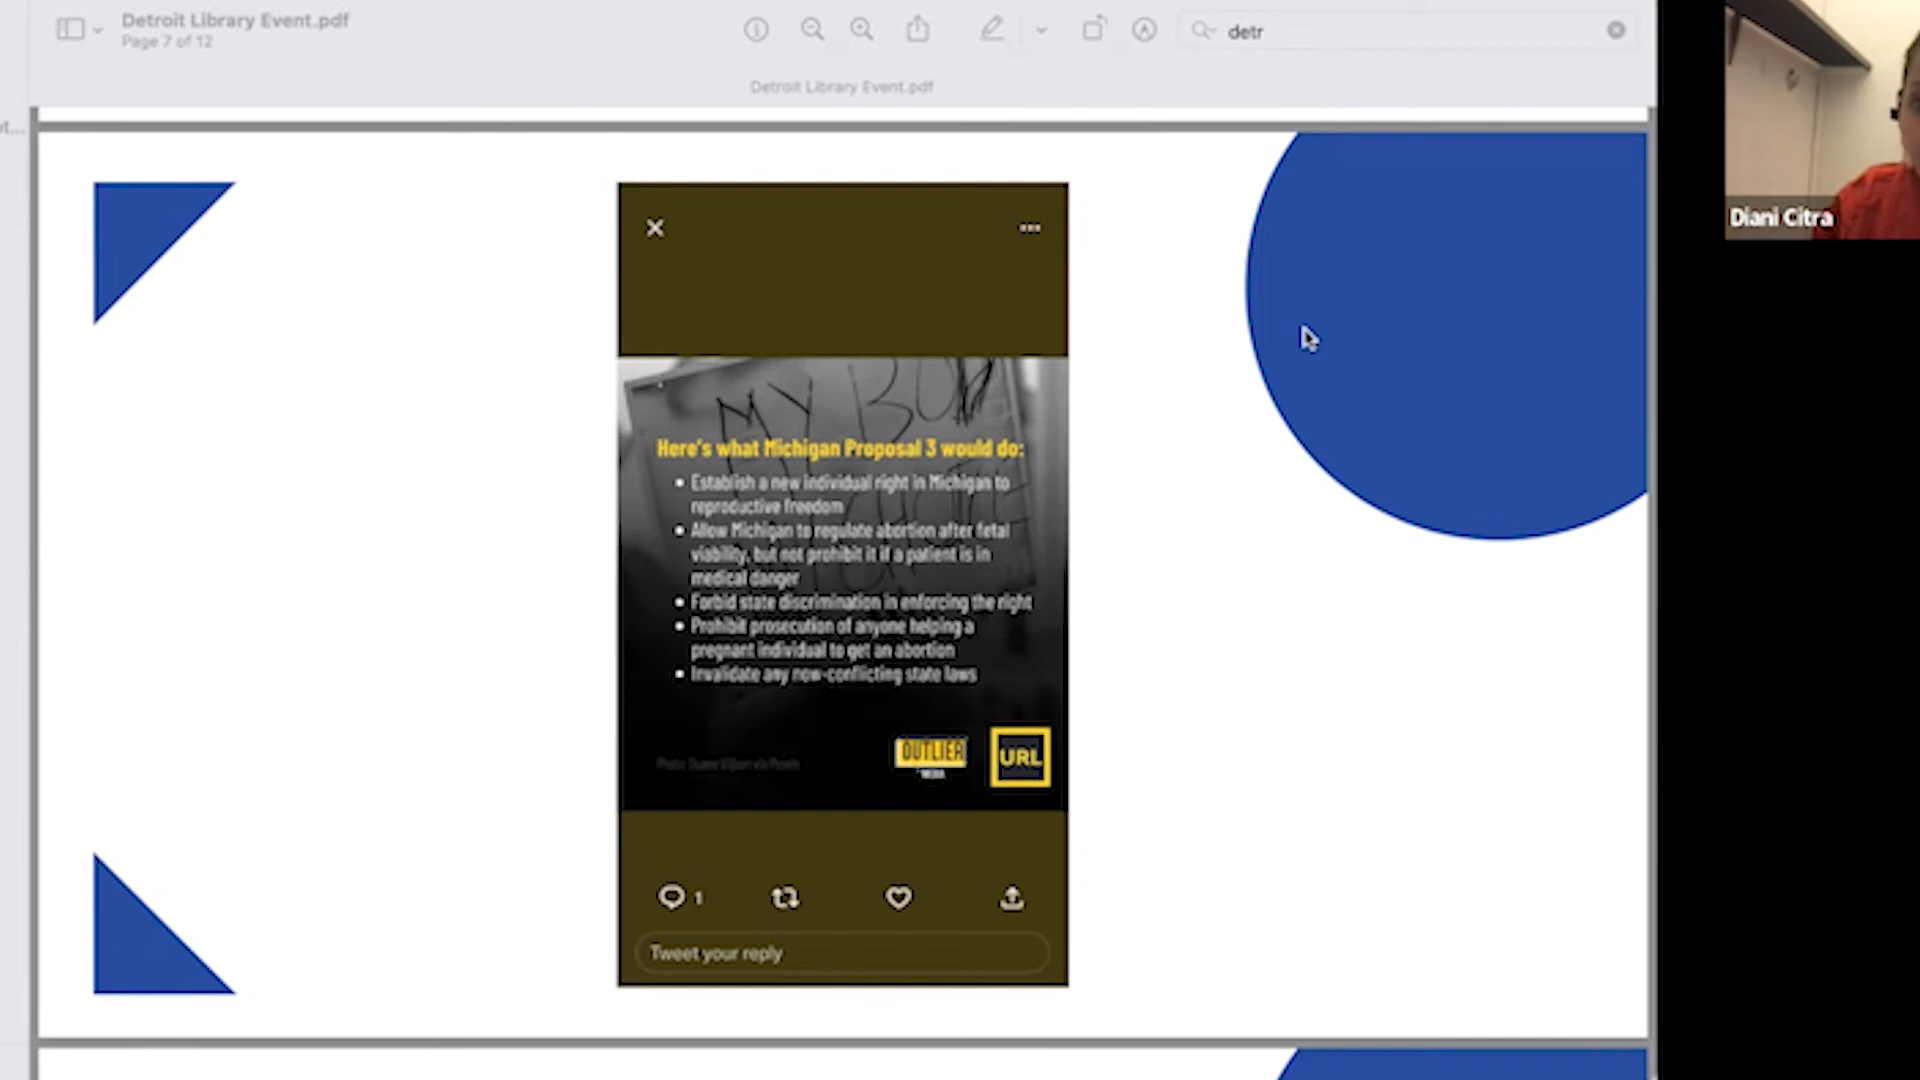 Detroit Library Event.pdf
Page 7 of 12
detr
Detroit Library Event.pdf
Diani Citra
MY BOD
Here's what Michigan Proposal 3 would do:
• Establish a new individual right in Michigan to
reproductive freedom
• Allow Michigan to regulate abortion after fetal
viability, but not prohibit it if a patient is in
medical danger
• Forbid state discrimination in enforcing the right
• Prohibit prosecution of anyone helping a
pregnant individual to get an abortion
• Invalidate any now-conflicting state laws
OUTLIER
MEDIA
URL
1
Tweet your reply